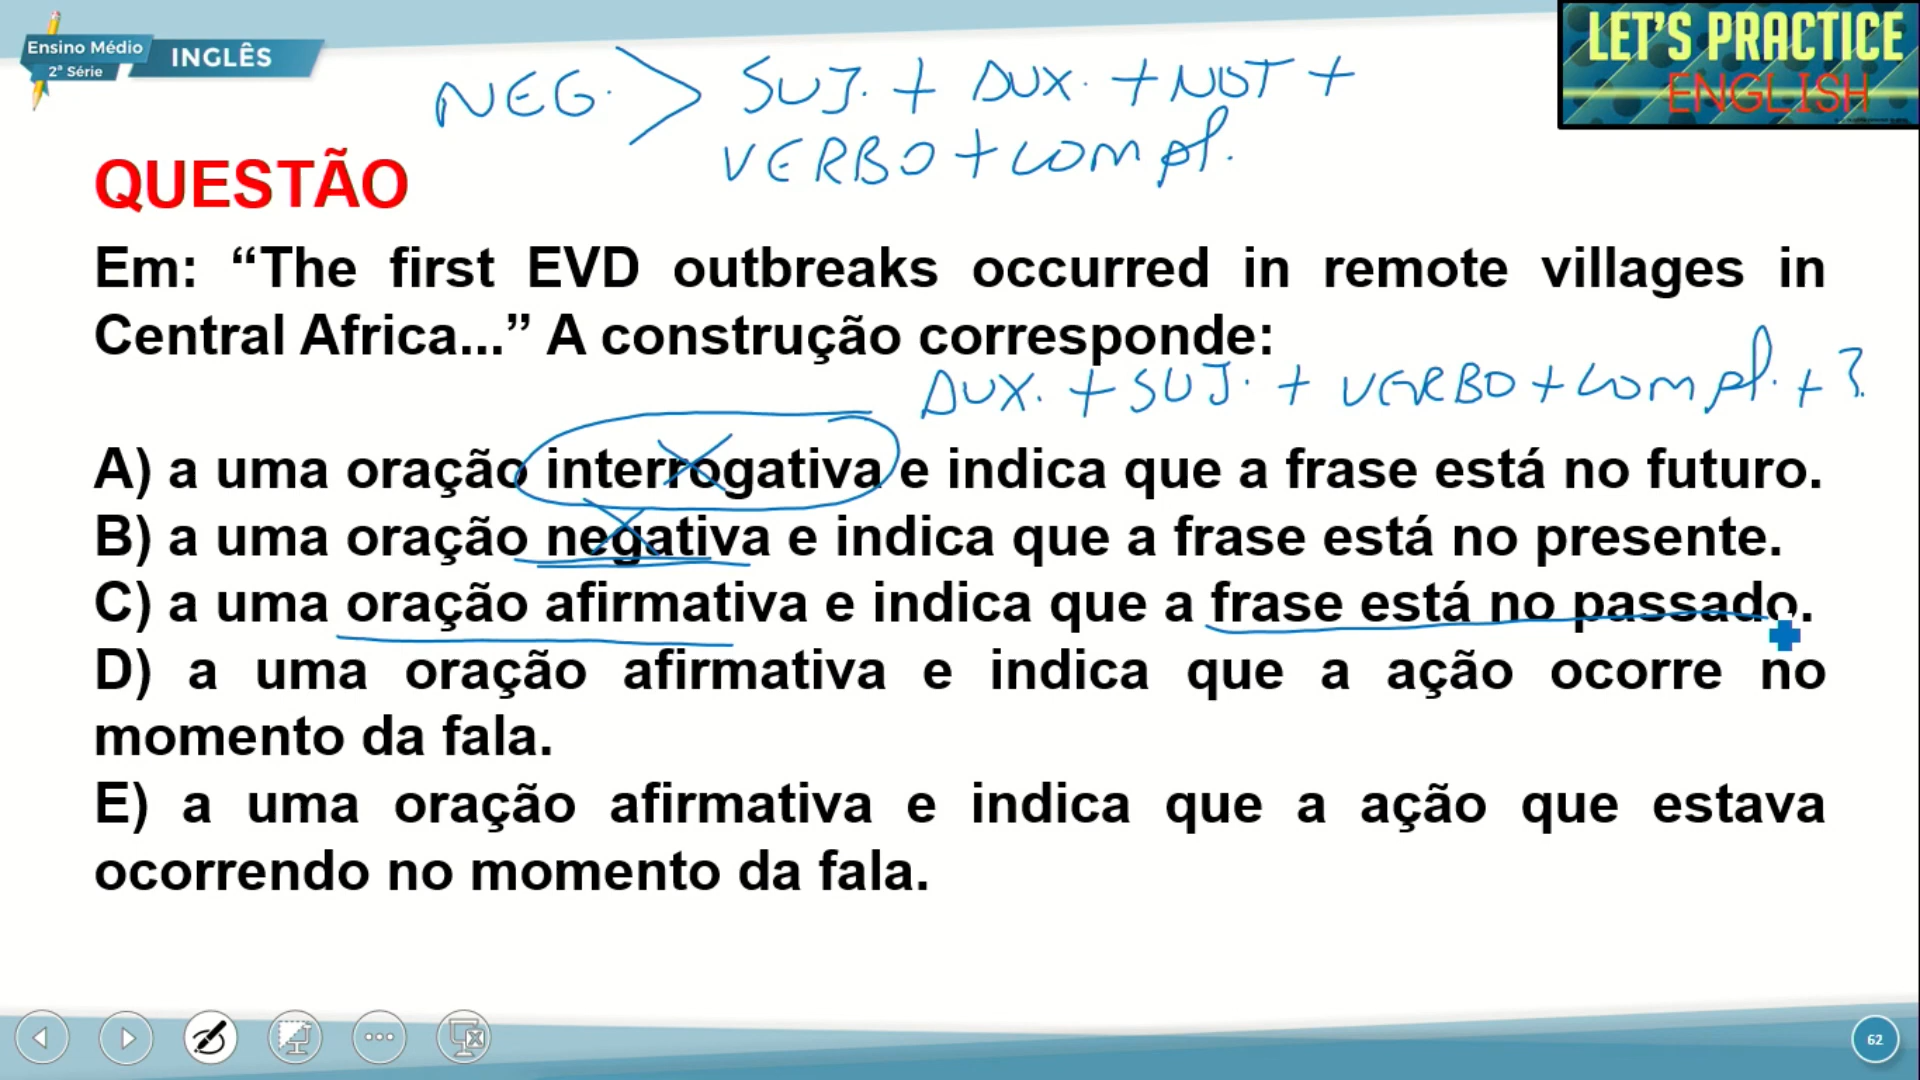 Ensino Médio
2ª Série
INGLÊS
LET'S PRACTICE
ENGLISH
NEG. > SUJ. + AUX. + NOT +
VERBO + COMPL.
QUESTÃO
Em: “The first EVD outbreaks occurred in remote villages in
Central Africa...” A construção corresponde:
AUX. + SUJ. + VERBO + COMPL. + ?
A) a uma oração interrogativa e indica que a frase está no futuro.
B) a uma oração negativa e indica que a frase está no presente.
C) a uma oração afirmativa e indica que a frase está no passado.
D) a uma oração afirmativa e indica que a ação ocorre no
momento da fala.
E) a uma oração afirmativa e indica que a ação que estava
ocorrendo no momento da fala.
62